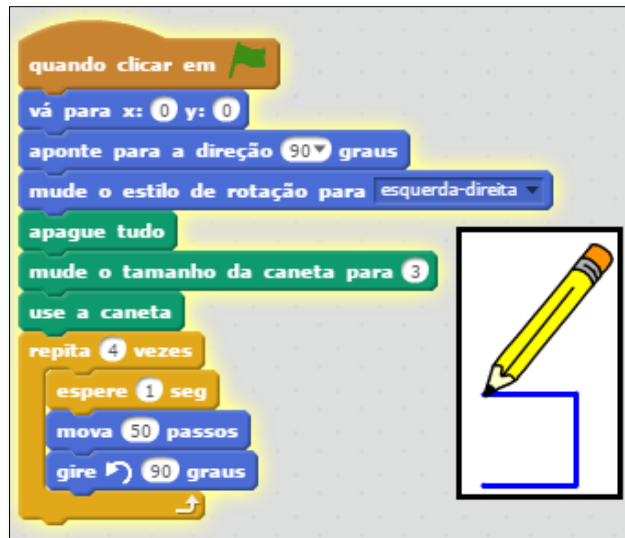 quando clicar em
vá para x: 0 y: 0
aponte para a direção 90 graus
mude o estilo de rotação para esquerda-direita
apague tudo
mude o tamanho da caneta para 3
use a caneta
repita 4 vezes
espere 1 seg
mova 50 passos
gire 90 graus